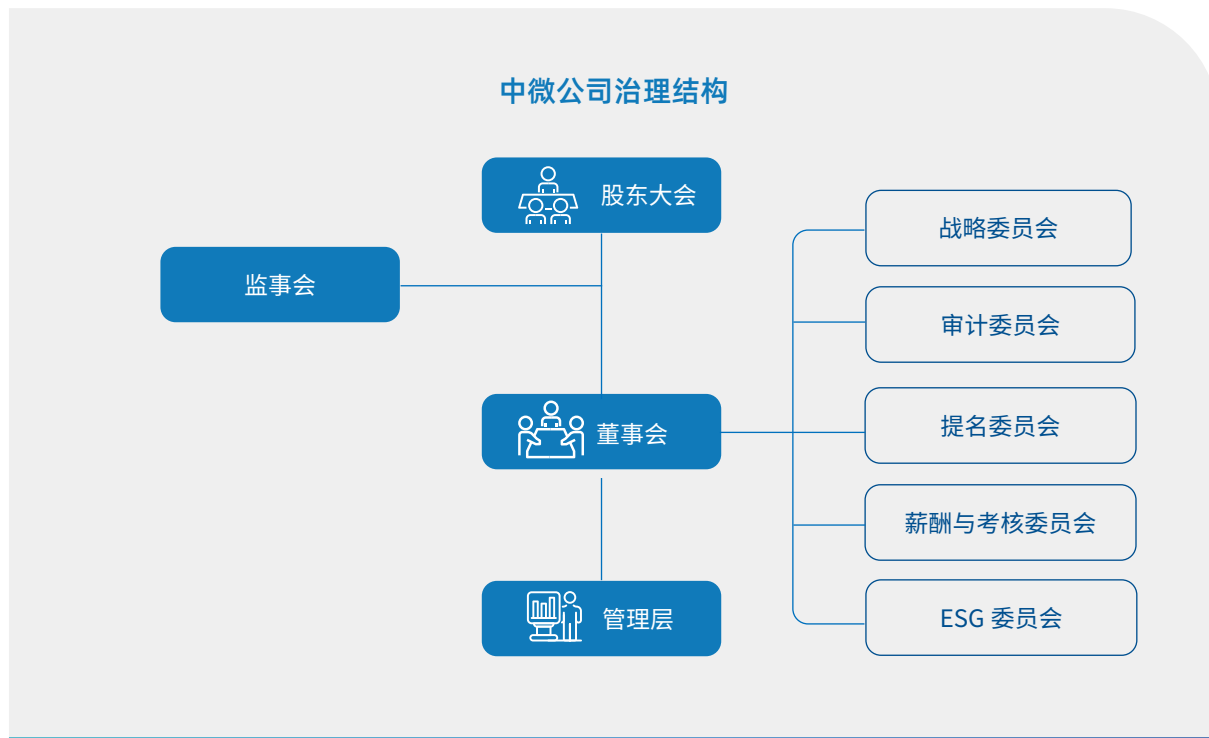 中微公司治理结构
股东大会
监事会
董事会
管理层
战略委员会
审计委员会
提名委员会
薪酬与考核委员会
ESG 委员会